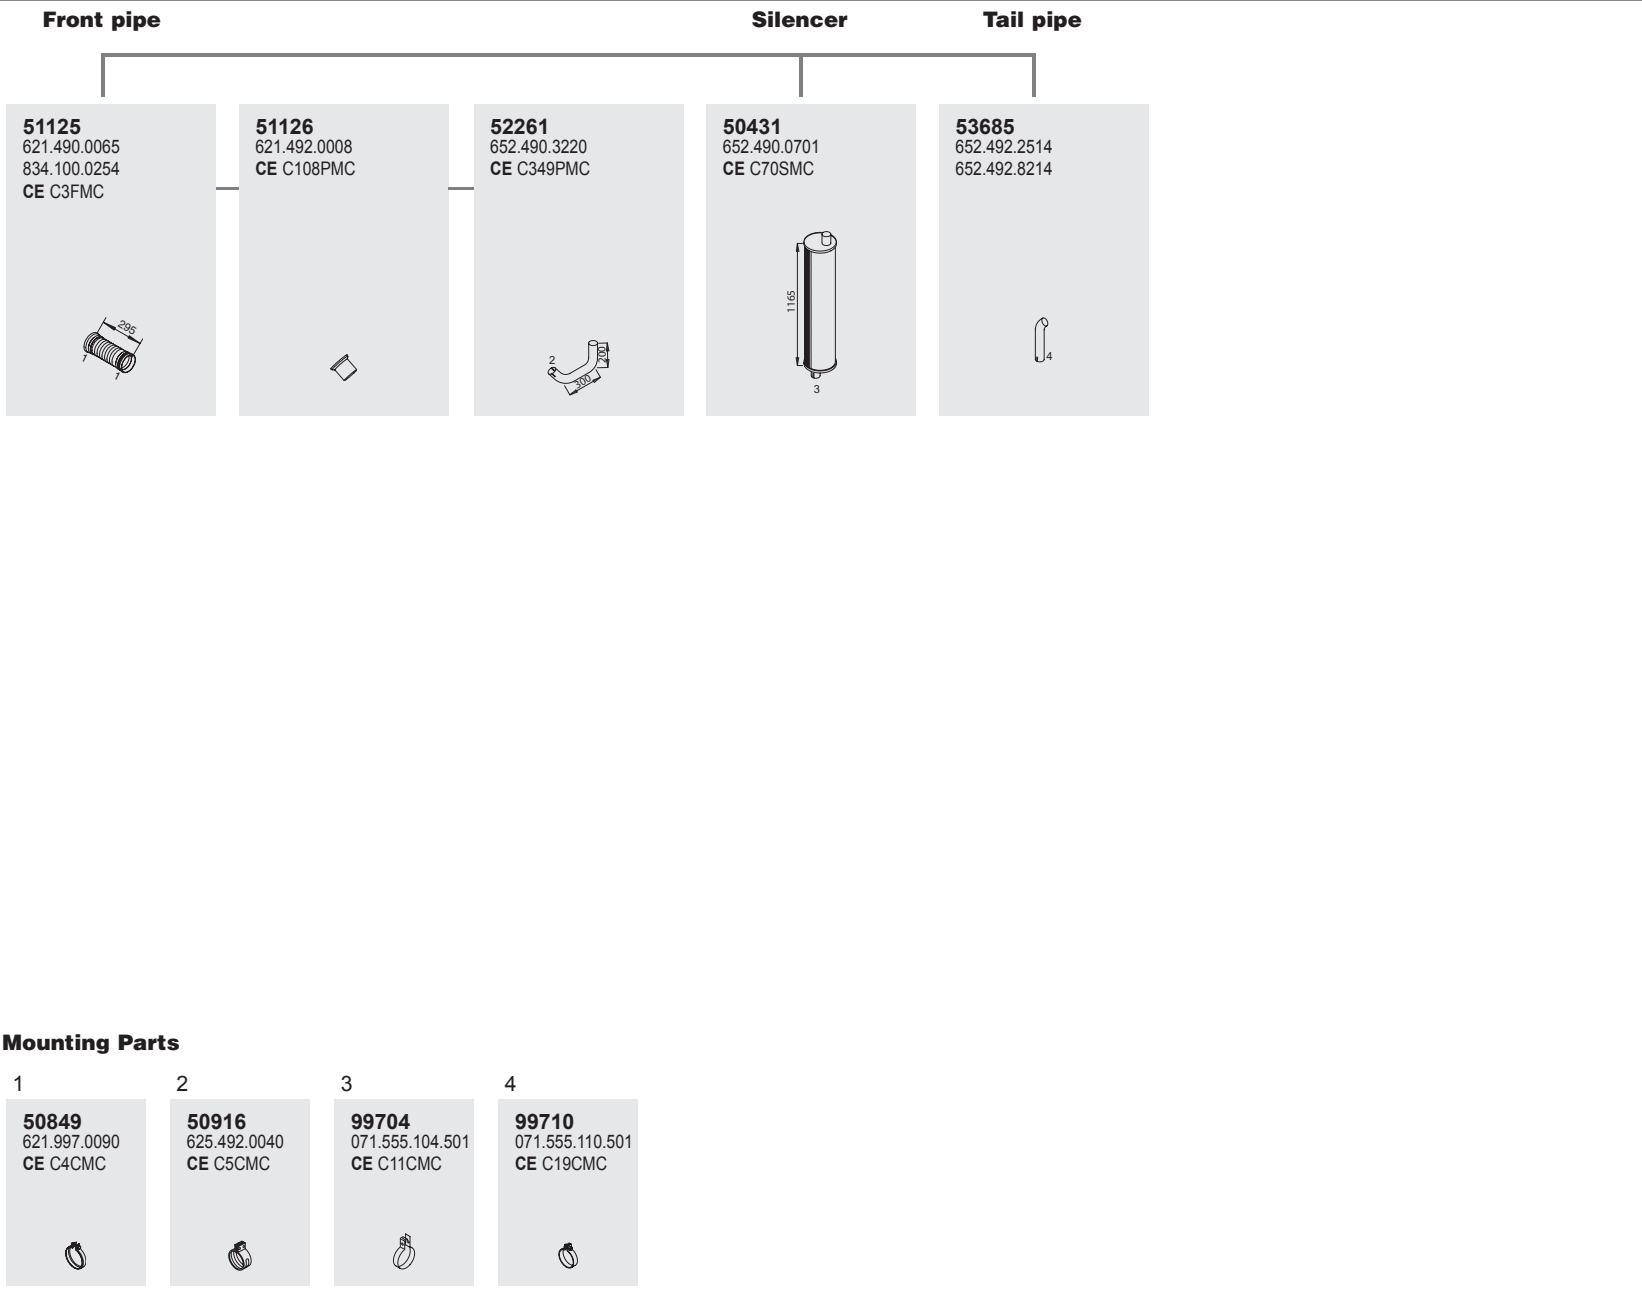 Front pipe
Silencer
Tail pipe
51125
621.490.0065
834.100.0254
CE C3FMC
295
1
1
51126
621.492.0008
CE C108PMC
52261
652.490.3220
CE C349PMC
2
200
300
50431
652.490.0701
CE C70SMC
1165
3
53685
652.492.2514
652.492.8214
4
Mounting Parts
1
50849
621.997.0090
CE C4CMC
2
50916
625.492.0040
CE C5CMC
3
99704
071.555.104.501
CE C11CMC
4
99710
071.555.110.501
CE C19CMC